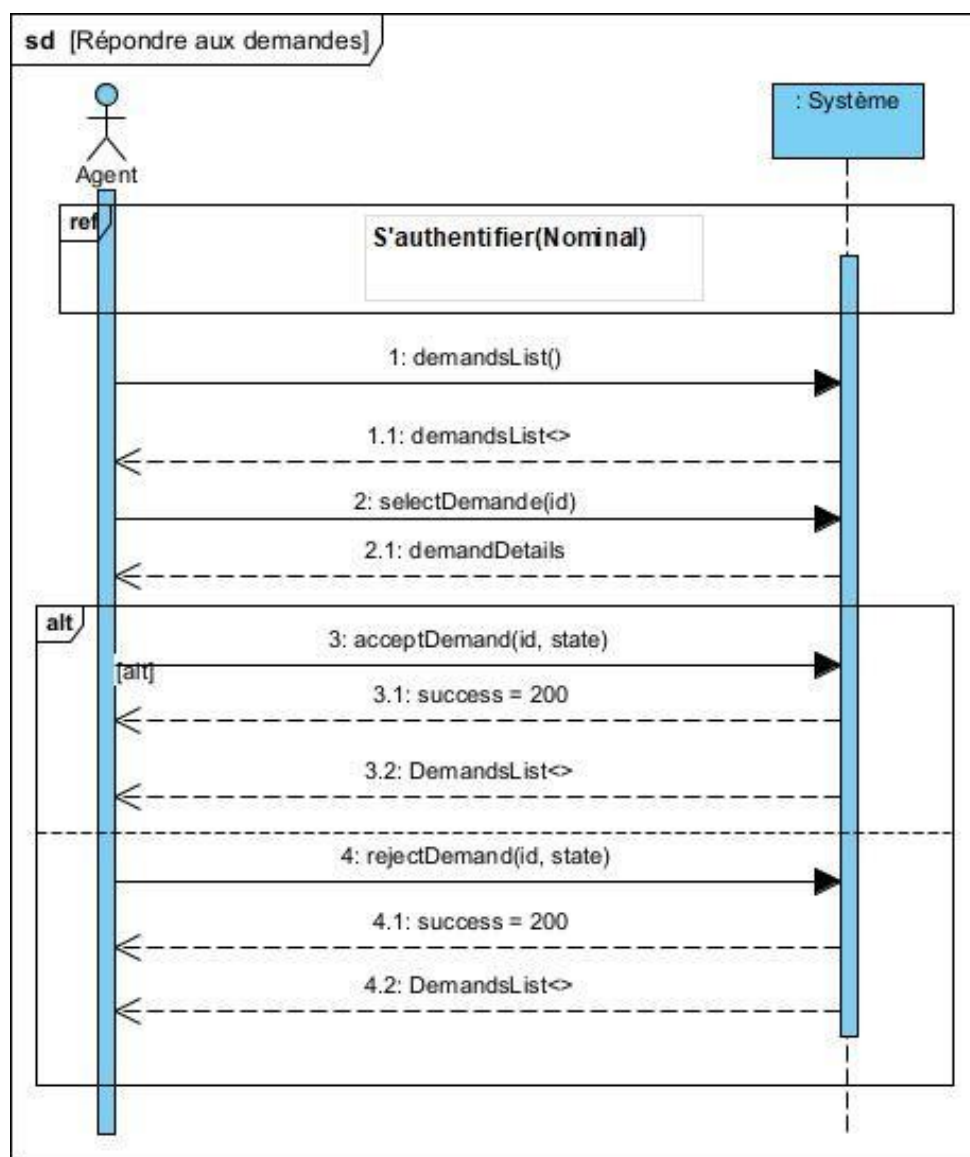 sd [Répondre aux demandes]
: Système
Agent
ref
S'authentifier(Nominal)
1: demandsList()
1.1: demandsList<>
2: selectDemande(id)
2.1: demandDetails
alt
3: acceptDemand(id, state)
[alt]
3.1: success = 200
3.2: DemandsList<>
4: rejectDemand(id, state)
4.1: success = 200
4.2: DemandsList<>